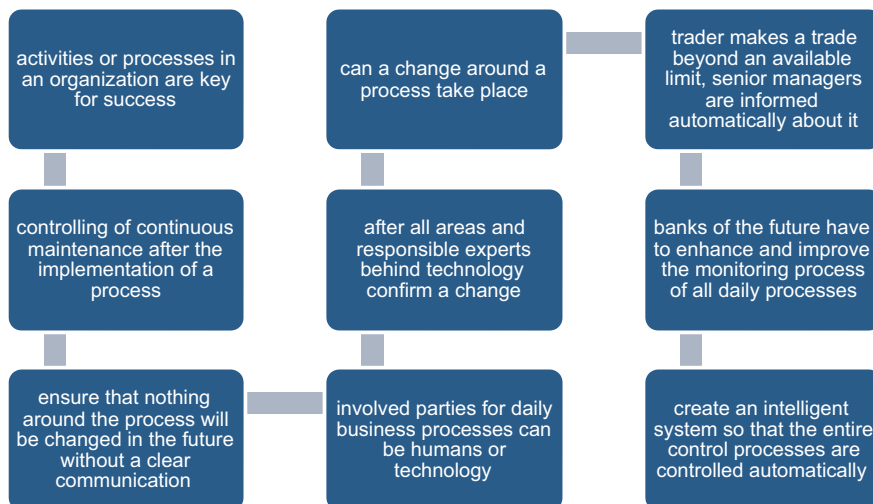 activities or processes in
an organization are key
for success
controlling of continuous
maintenance after the
implementation of a
process
ensure that nothing
around the process will
be changed in the future
without a clear
communication
involved parties for daily
business processes can
be humans or
technology
after all areas and
responsible experts
behind technology
confirm a change
can a change around a
process take place
trader makes a trade
beyond an available
limit, senior managers
are informed
automatically about it
banks of the future have
to enhance and improve
the monitoring process
of all daily processes
create an intelligent
system so that the entire
control processes are
controlled automatically